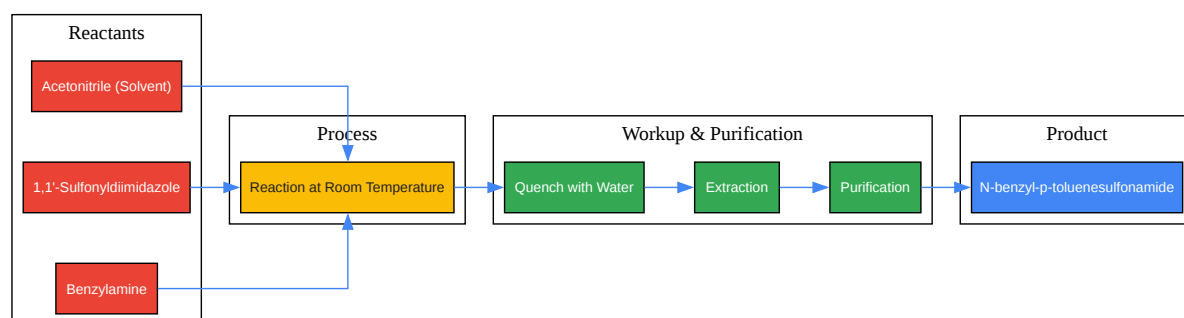 Reactants
Acetonitrile (Solvent)
1,1'-Sulfonyldiimidazole
Benzylamine
Process
Reaction at Room Temperature
Workup & Purification
Quench with Water
Extraction
Purification
Product
N-benzyl-p-toluenesulfonamide